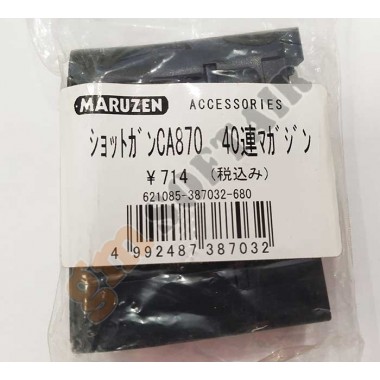 MARUZEN ACCESSORIES
ショットガンCA870 40連マガジン
¥714 (税込み)
621085-387032-680
4 992487 387032